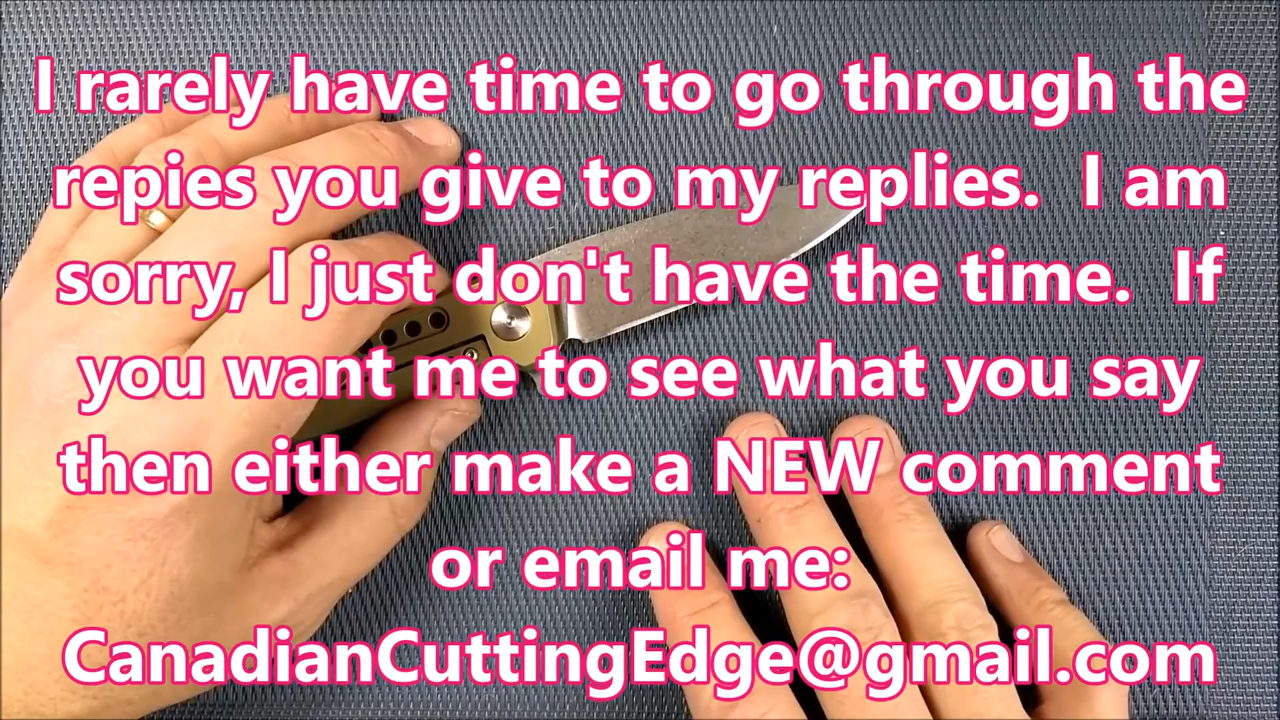 I rarely have time to go through the
repies you give to my replies.  I am
sorry, I just don't have the time.  If
you want me to see what you say
then either make a NEW comment
or email me:
CanadianCuttingEdge@gmail.com